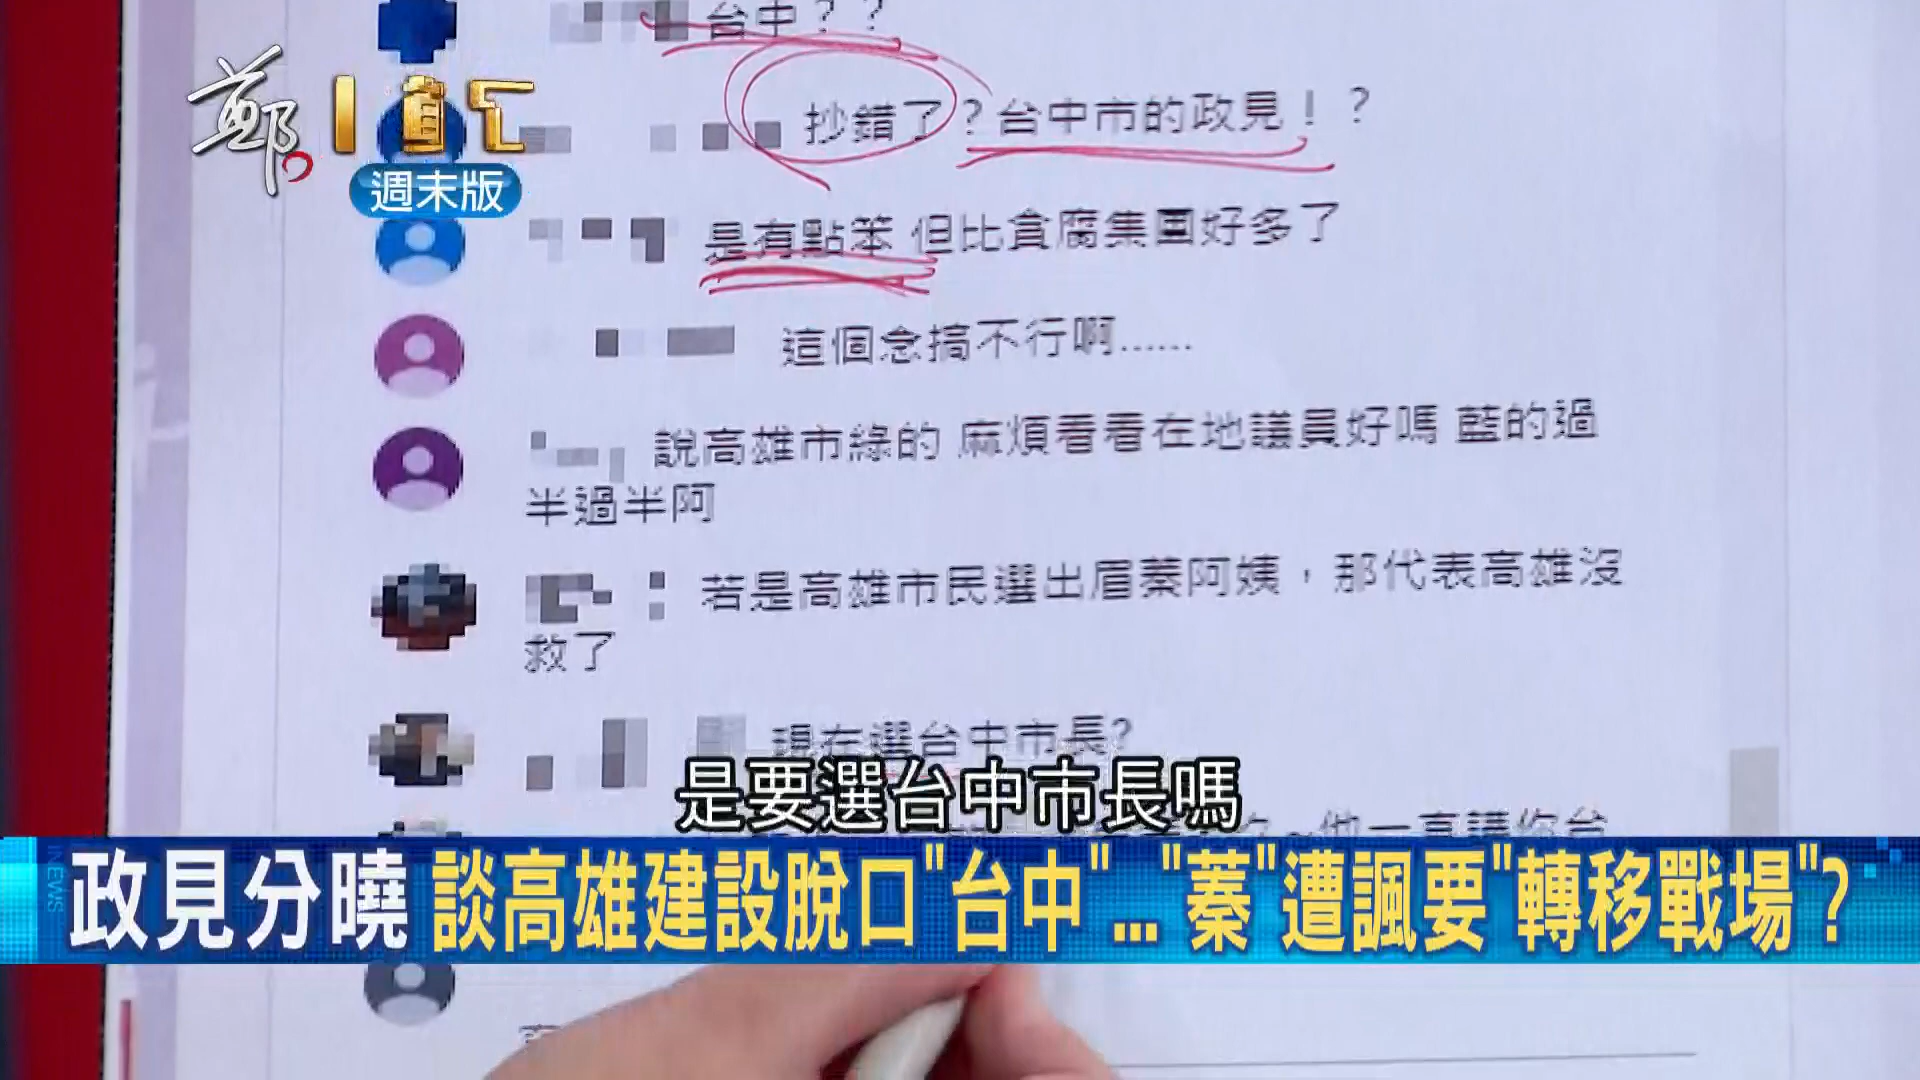 台中？？
鄭
週末版
抄錯了？台中市的政見！？
是有點笨 但比貪腐集團好多了
這個念搞不行啊......
說高雄市綠的 麻煩看看在地議員好嗎 藍的過
半過半阿
若是高雄市民選出眉蓁阿姨，那代表高雄沒
救了
現在選台中市長?
是要選台中市長嗎
IN NEWS
政見分曉 談高雄建設脫口"台中"..."蓁"遭諷要"轉移戰場"?